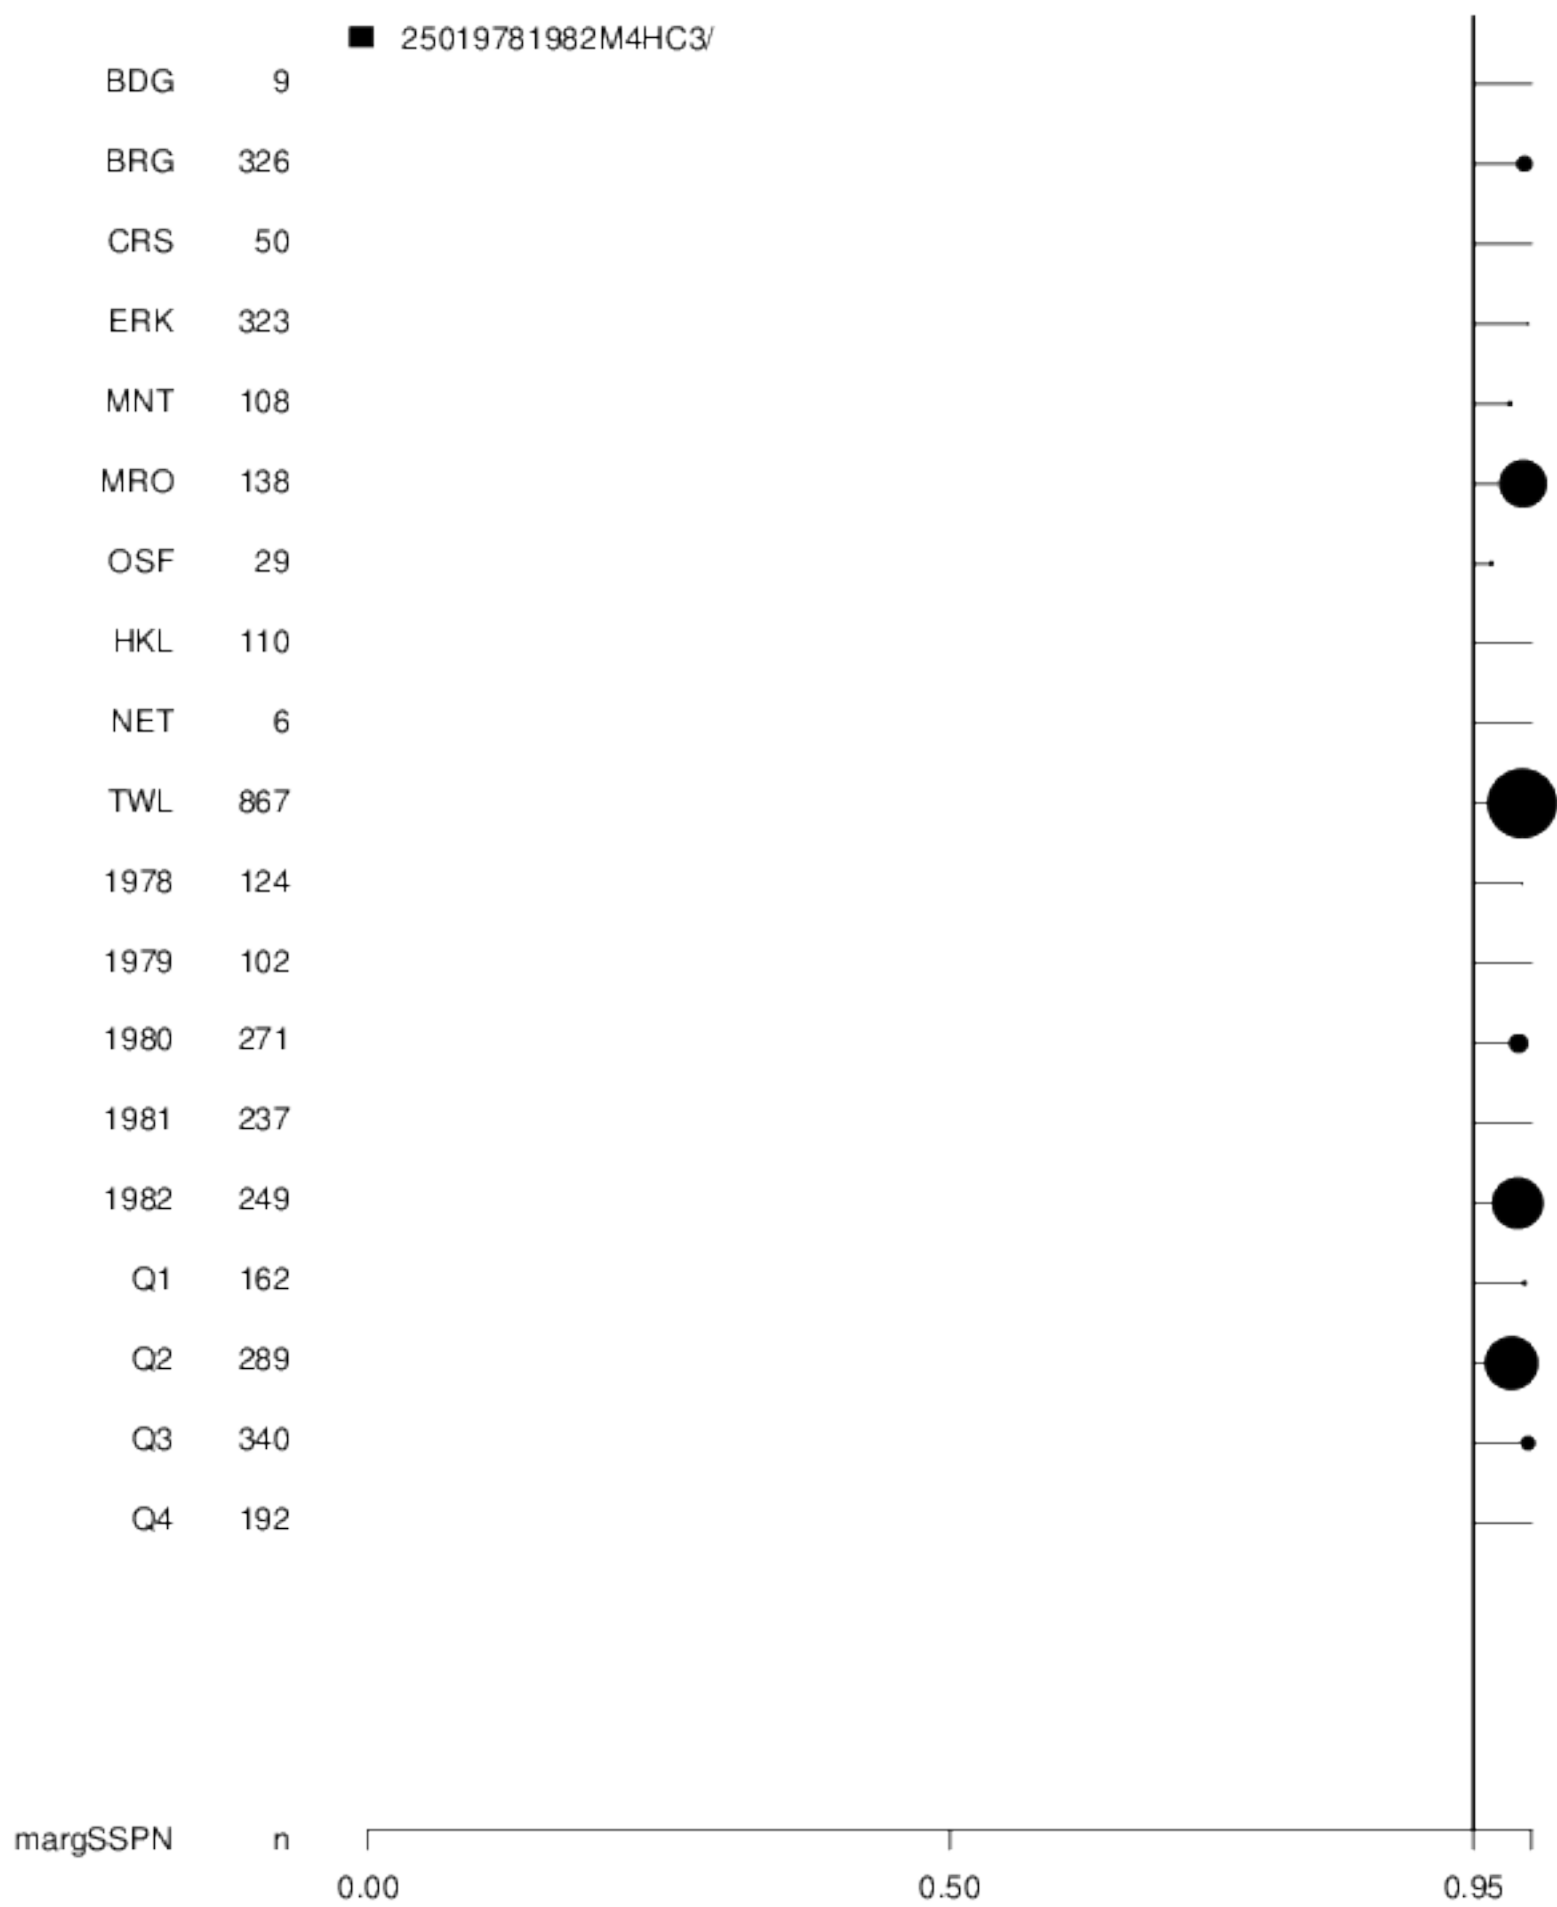 25019781982M4HC3/
BDG 9
BRG 326
CRS 50
ERK 323
MNT 108
MRO 138
OSF 29
HKL 110
NET 6
TWL 867
1978 124
1979 102
1980 271
1981 237
1982 249
Q1 162
Q2 289
Q3 340
Q4 192
margSSPN n
0.00 0.50 0.95